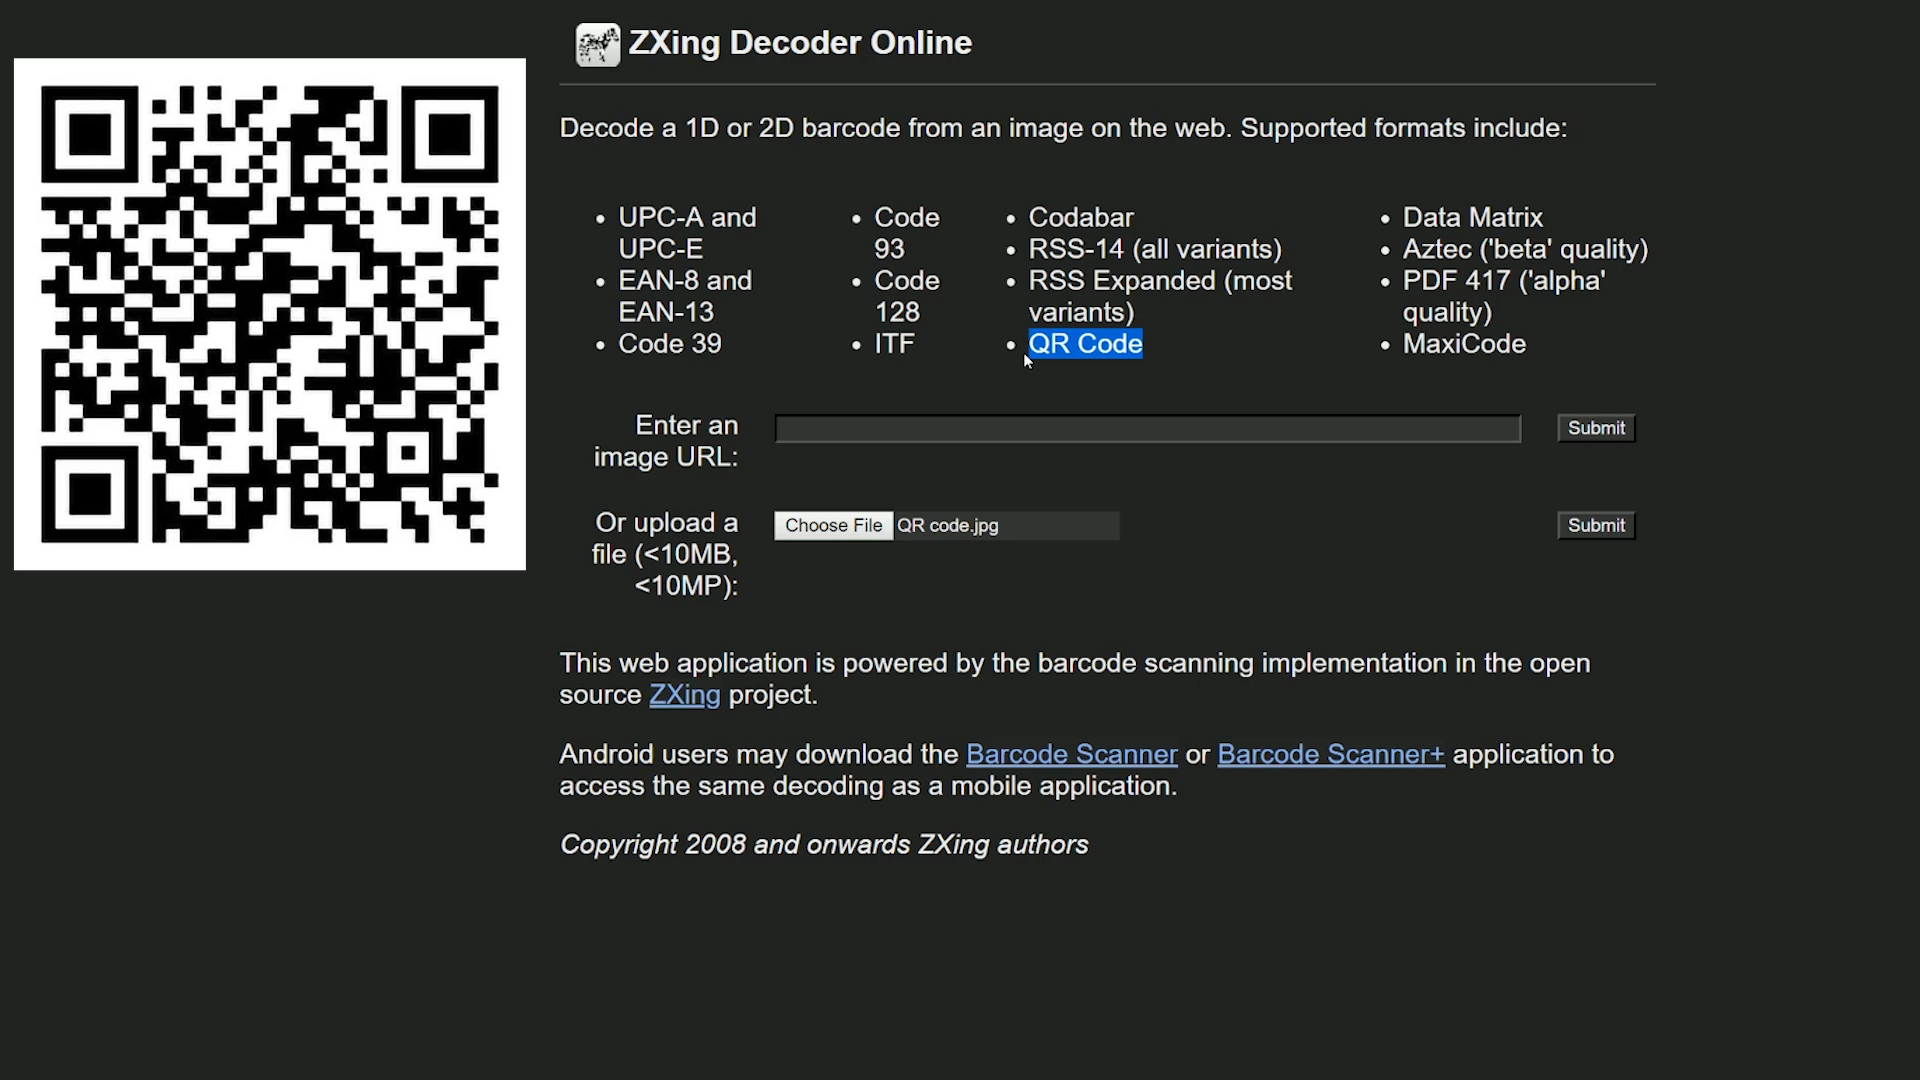 ZXing Decoder Online
Decode a 1D or 2D barcode from an image on the web. Supported formats include:
UPC-A and
UPC-E
EAN-8 and
EAN-13
Code 39
Code
93
Code
128
ITF
Codabar
RSS-14 (all variants)
RSS Expanded (most
variants)
QR Code
Data Matrix
Aztec ('beta' quality)
PDF 417 ('alpha'
quality)
MaxiCode
Enter an
image URL:
Submit
Or upload a
file (<10MB,
<10MP):
Choose File QR code.jpg
Submit
This web application is powered by the barcode scanning implementation in the open
source ZXing project.
Android users may download the Barcode Scanner or Barcode Scanner+ application to
access the same decoding as a mobile application.
Copyright 2008 and onwards ZXing authors